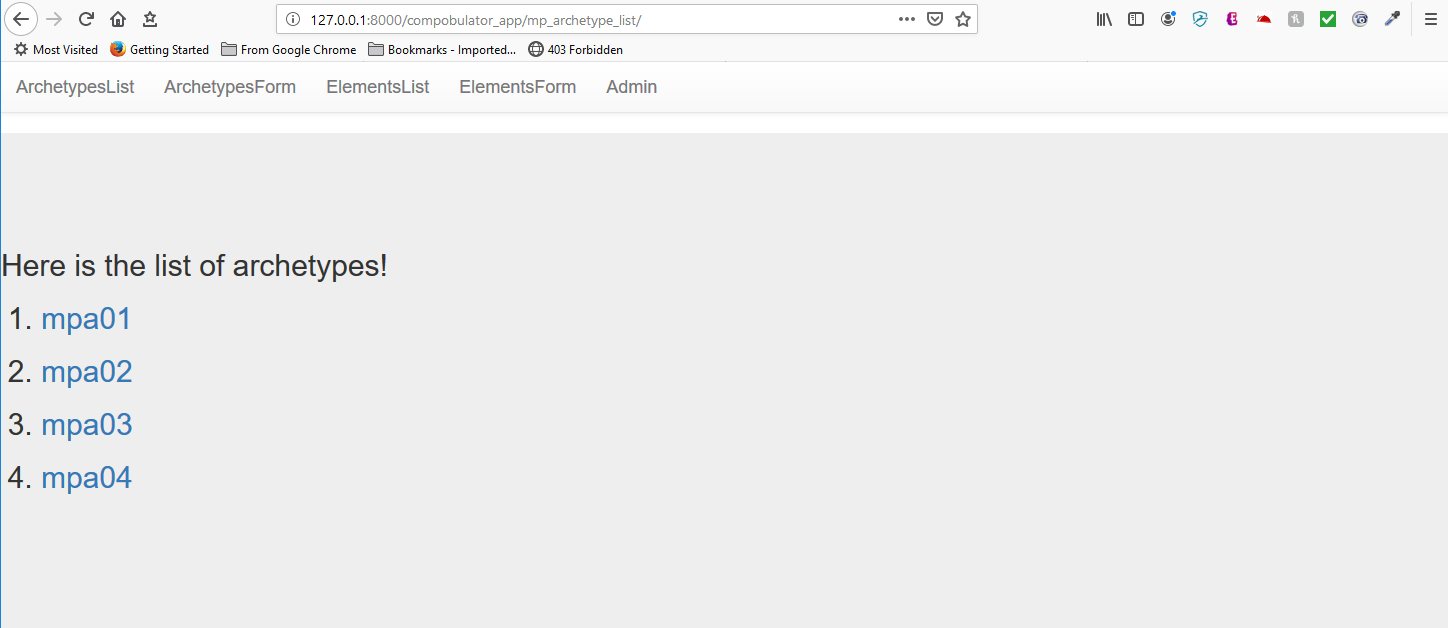 127.0.0.1:8000/compobulator_app/mp_archetype_list/
Most Visited Getting Started From Google Chrome Bookmarks - Imported... 403 Forbidden
ArchetypesList ArchetypesForm ElementsList ElementsForm Admin
Here is the list of archetypes!
1. mpa01
2. mpa02
3. mpa03
4. mpa04